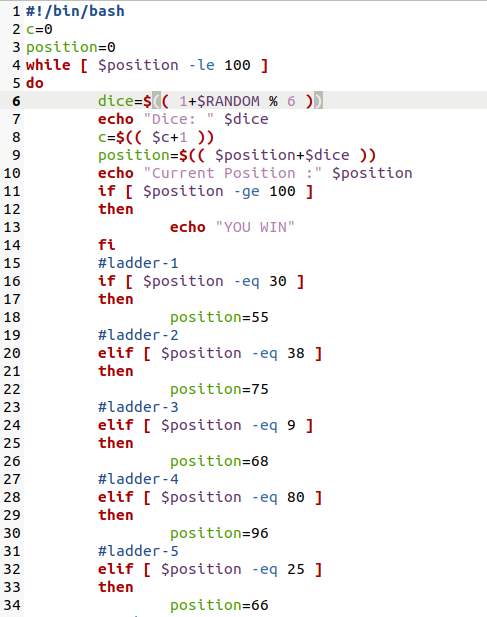 1 #!/bin/bash
2 c=0
3 position=0
4 while [ $position -le 100 ]
5 do
6 dice=$(( 1+$RANDOM % 6 ))
7 echo "Dice: " $dice
8 c=$(( $c+1 ))
9 position=$(( $position+$dice ))
10 echo "Current Position :" $position
11 if [ $position -ge 100 ]
12 then
13 echo "YOU WIN"
14 fi
15 #ladder-1
16 if [ $position -eq 30 ]
17 then
18 position=55
19 #ladder-2
20 elif [ $position -eq 38 ]
21 then
22 position=75
23 #ladder-3
24 elif [ $position -eq 9 ]
25 then
26 position=68
27 #ladder-4
28 elif [ $position -eq 80 ]
29 then
30 position=96
31 #ladder-5
32 elif [ $position -eq 25 ]
33 then
34 position=66